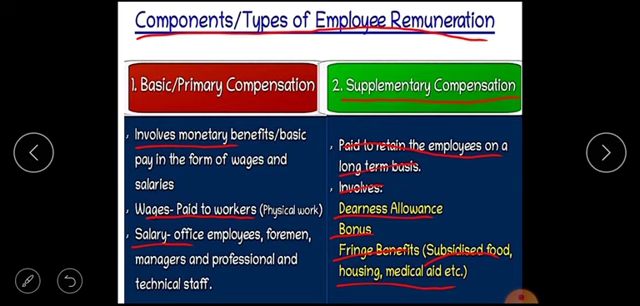 Components/Types of Employee Remuneration
1. Basic/Primary Compensation
• Involves monetary benefits/basic
pay in the form of wages and
salaries
• Wages- Paid to workers (Physical work)
• Salary- office employees, foremen,
managers and professional and
technical staff.
2. Supplementary Compensation
• Paid to retain the employees on a
long term basis.
• Involves:
Dearness Allowance
Bonus
Fringe Benefits (Subsidised food,
housing, medical aid etc.)